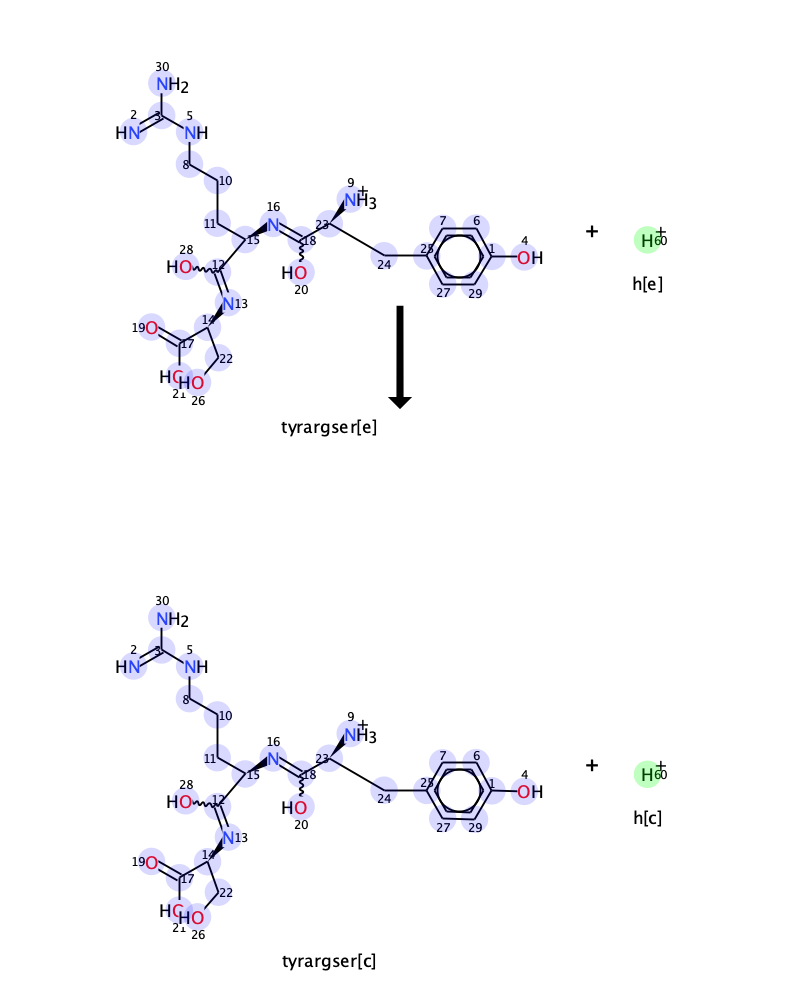 30
NH2
2
3
5
HN
NH
8
10
9
NH3
+
16
11
N
23
7
6
4
15
18
25
1
OH
+
H+
60
28
HO
12
24
HO
20
27
29
h[e]
N13
14
19O
17
22
HO
HO
21
26
tyrargser[e]
30
NH2
2
3
5
HN
NH
8
10
9
NH3
+
16
11
N
23
7
6
4
15
18
25
1
OH
+
H+
60
28
HO
12
24
HO
20
27
29
h[c]
N13
14
19O
17
22
HO
HO
21
26
tyrargser[c]